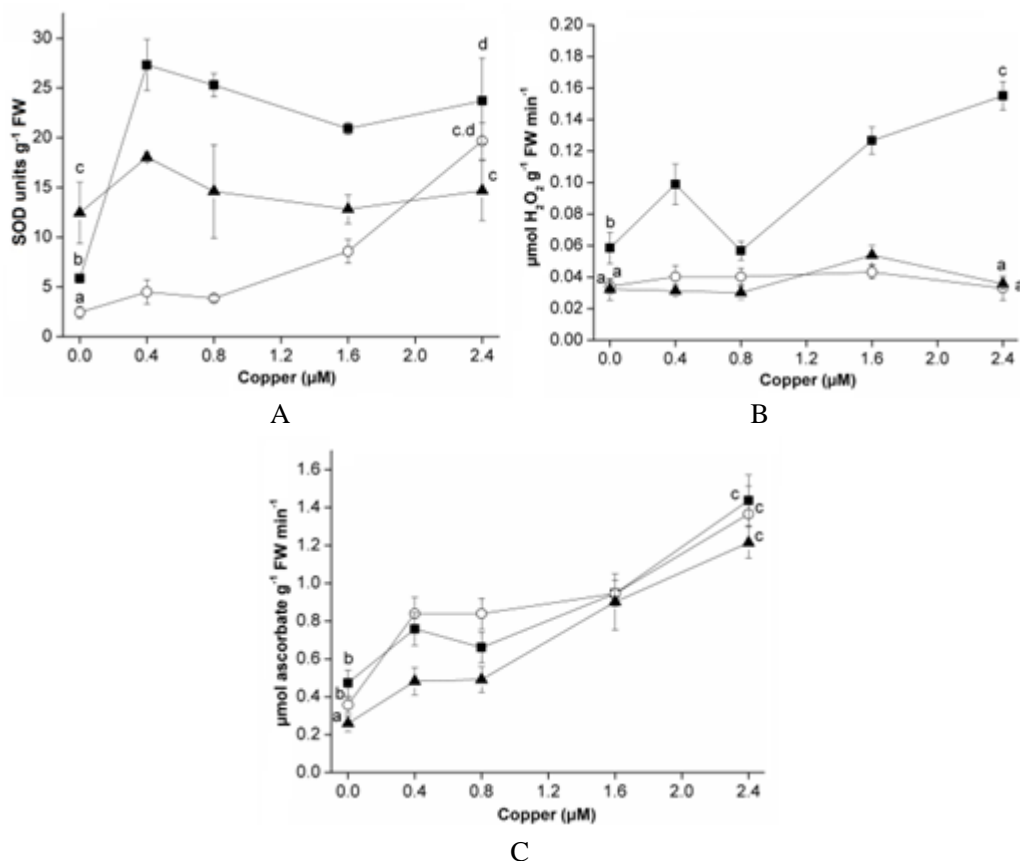 30
25
20
15
10
5
0
SOD units g⁻¹ FW
c
b
a
d
c.d
c
0.0 0.4 0.8 1.2 1.6 2.0 2.4
Copper (µM)
A
0.20
0.18
0.16
0.14
0.12
0.10
0.08
0.06
0.04
0.02
0.00
µmol H₂O₂ g⁻¹ FW min⁻¹
b
a a
c
a
a
0.0 0.4 0.8 1.2 1.6 2.0 2.4
Copper (µM)
B
1.6
1.4
1.2
1.0
0.8
0.6
0.4
0.2
0.0
µmol ascorbate g⁻¹ FW min⁻¹
b
b
a
c
c
c
0.0 0.4 0.8 1.2 1.6 2.0 2.4
Copper (µM)
C